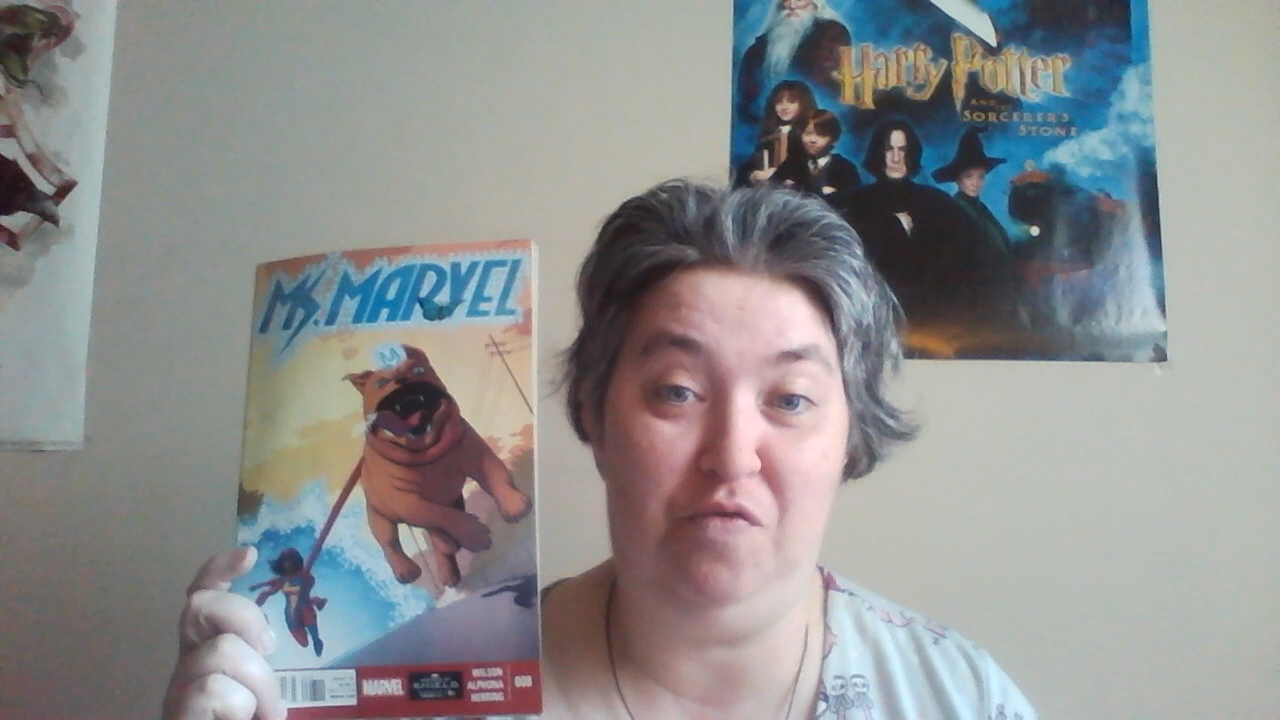 Harry Potter
AND THE
SORCERER'S
STONE
MS. MARVEL
M
MARVEL
S.H.I.E.L.D.
WILSON
ALPHONA
HERRING
008